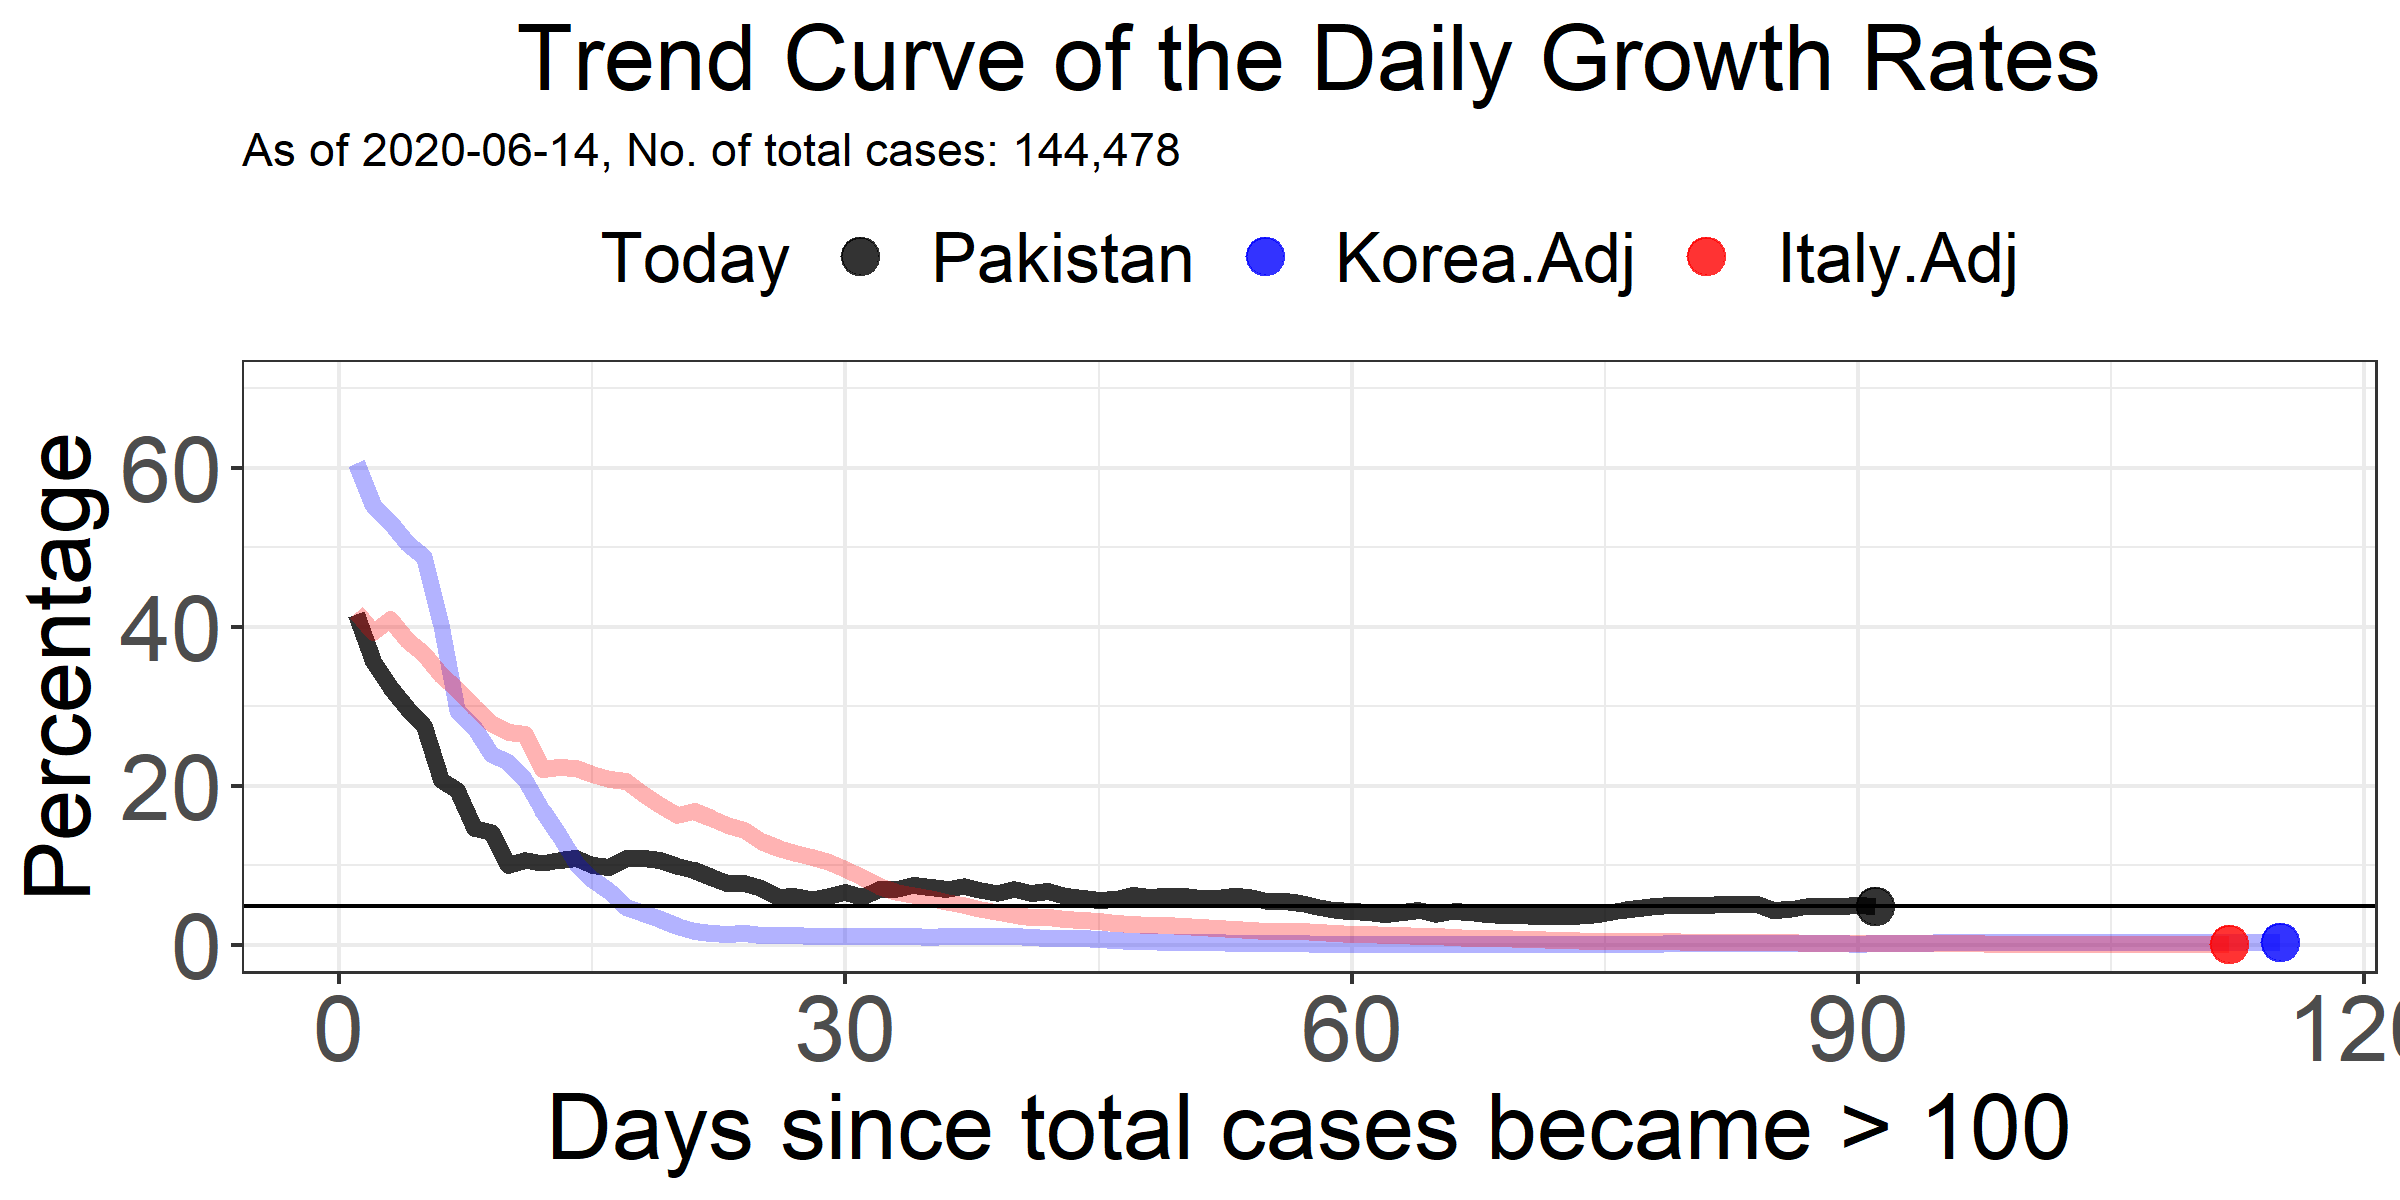 Trend Curve of the Daily Growth Rates
As of 2020-06-14, No. of total cases: 144,478
Today Pakistan Korea.Adj Italy.Adj
Percentage
60
40
20
0
0 30 60 90 120
Days since total cases became > 100